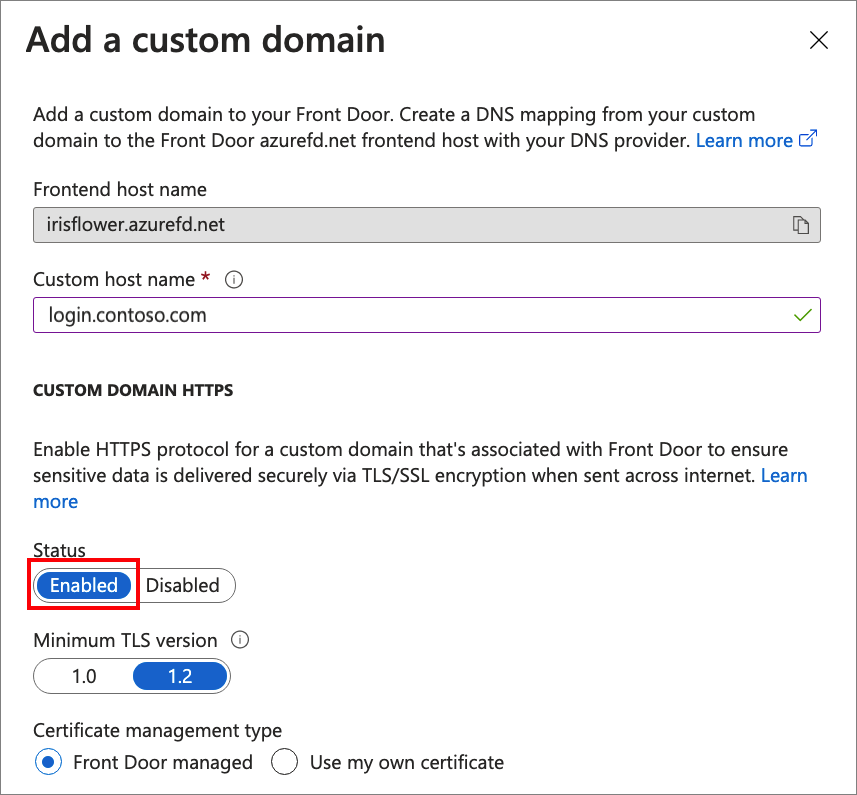 Add a custom domain
Add a custom domain to your Front Door. Create a DNS mapping from your custom
domain to the Front Door azurefd.net frontend host with your DNS provider. Learn more
Frontend host name
irisflower.azurefd.net
Custom host name *
login.contoso.com
CUSTOM DOMAIN HTTPS
Enable HTTPS protocol for a custom domain that's associated with Front Door to ensure
sensitive data is delivered securely via TLS/SSL encryption when sent across internet. Learn
more
Status
Enabled Disabled
Minimum TLS version
1.0 1.2
Certificate management type
Front Door managed Use my own certificate